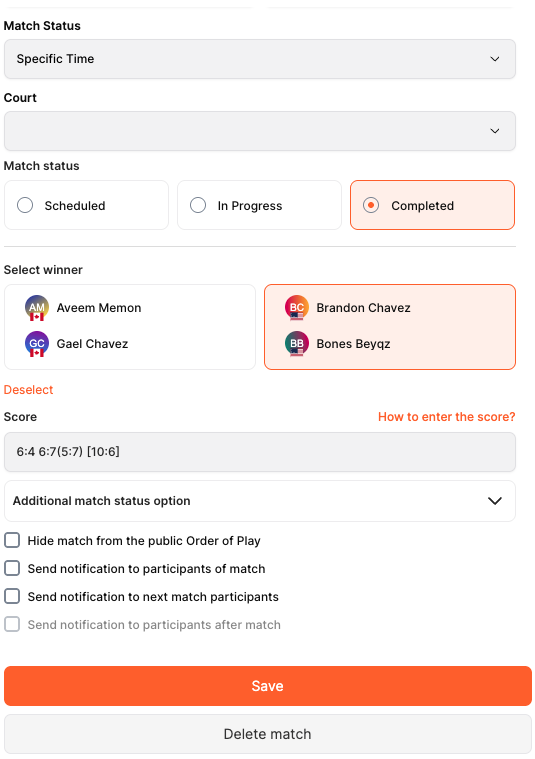 Match Status
Specific Time
Court
Match status
Scheduled
In Progress
Completed
Select winner
AM Aveem Memon
GC Gael Chavez
BC Brandon Chavez
BB Bones Beyqz
Deselect
Score
How to enter the score?
6:4 6:7(5:7) [10:6]
Additional match status option
Hide match from the public Order of Play
Send notification to participants of match
Send notification to next match participants
Send notification to participants after match
Save
Delete match